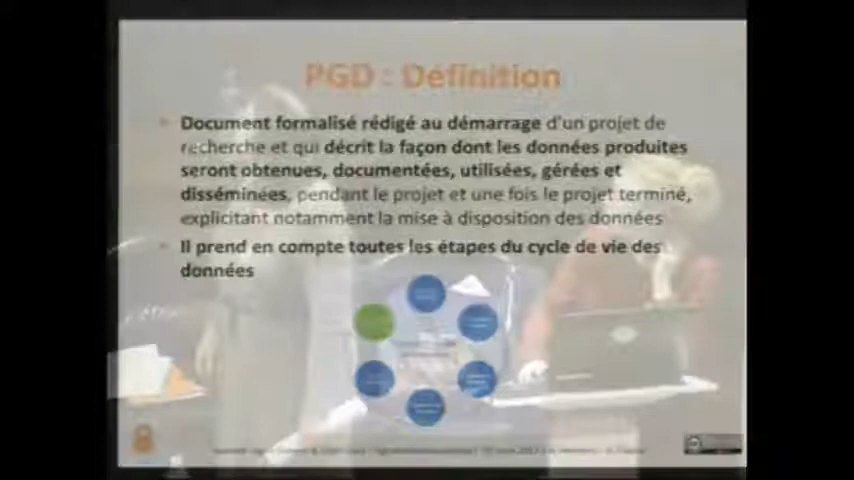 PGD : Définition
Document formalisé rédigé au démarrage d'un projet de
recherche et qui décrit la façon dont les données produites
seront obtenues, documentées, utilisées, gérées et
disséminées, pendant le projet et une fois le projet terminé,
explicitant notamment la mise à disposition des données
Il prend en compte toutes les étapes du cycle de vie des
données